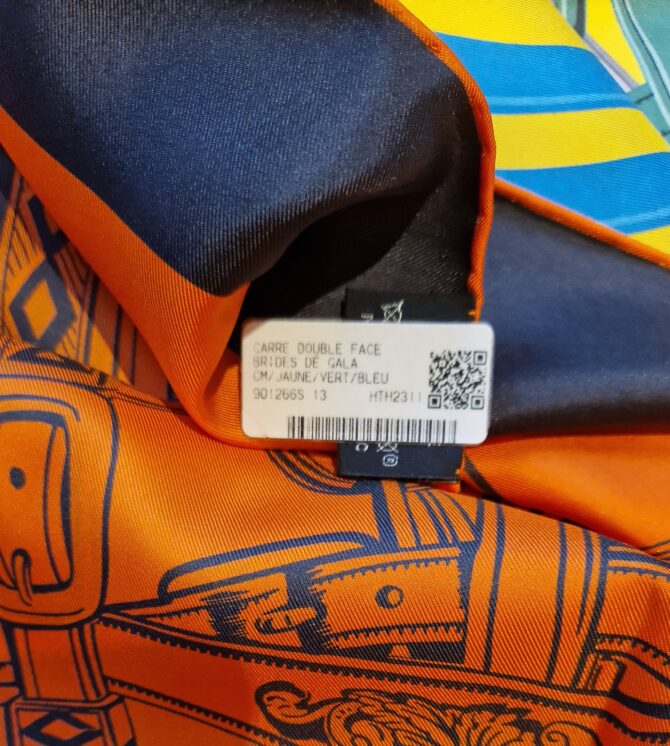 CARRE DOUBLE FACE
BRIDES DE GALA
CM/JAUNE/VERT/BLEU
901266S 13 HTH2311
C